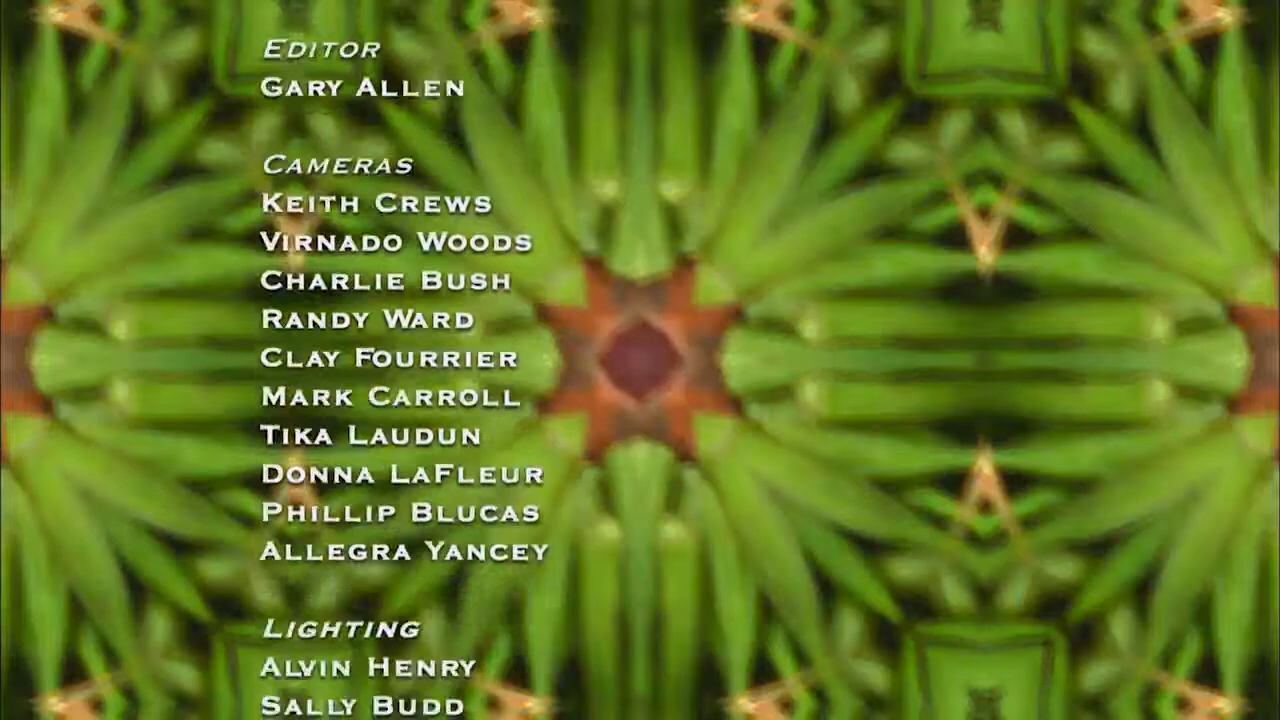 EDITOR
GARY ALLEN
CAMERAS
KEITH CREWS
VIRNADO WOODS
CHARLIE BUSH
RANDY WARD
CLAY FOURRIER
MARK CARROLL
TIKA LAUDUN
DONNA LAFLEUR
PHILLIP BLUCAS
ALLEGRA YANCEY
LIGHTING
ALVIN HENRY
SALLY BUDD